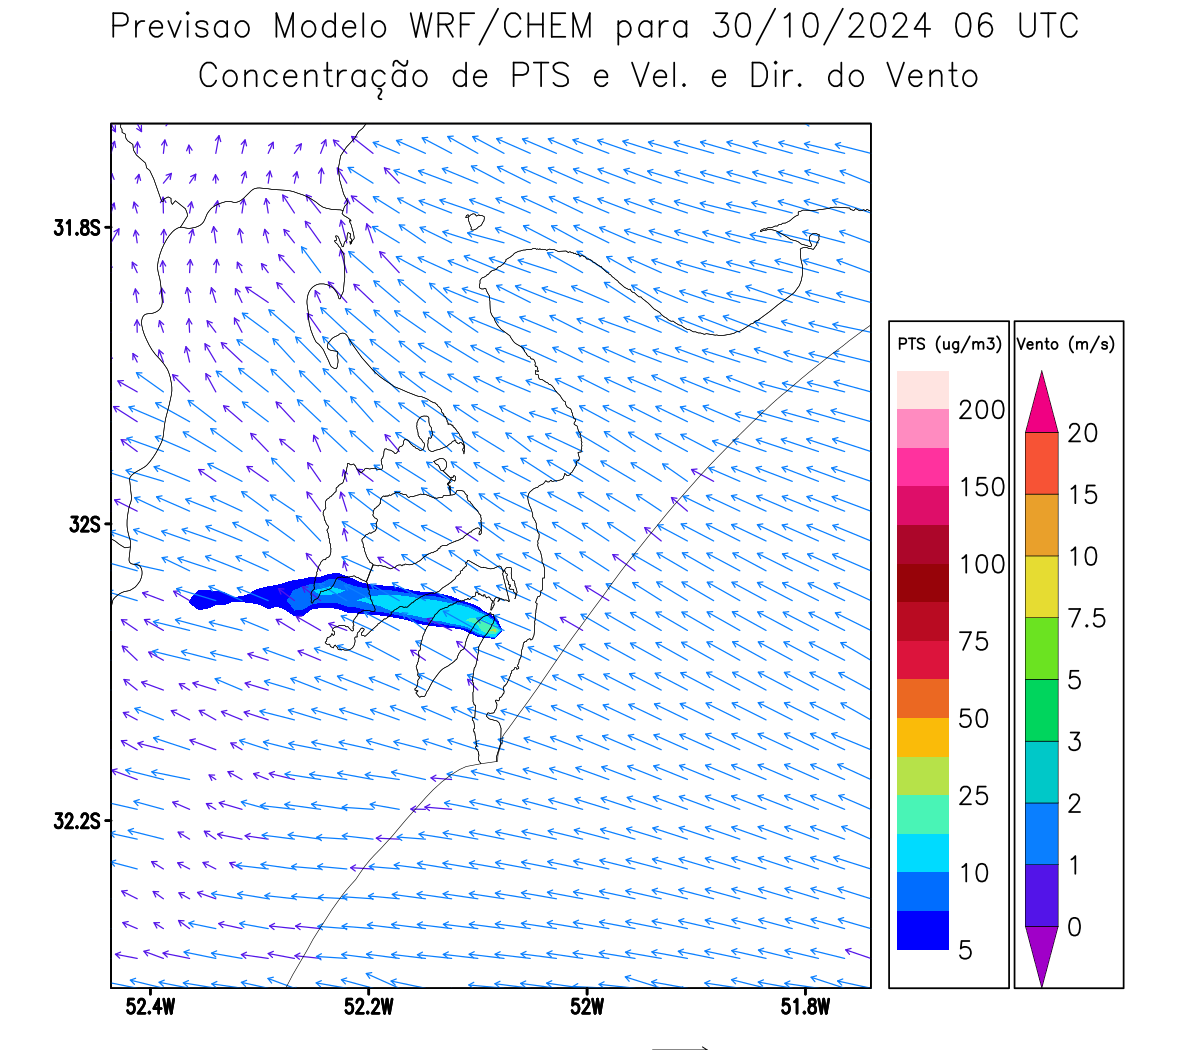 Previsao Modelo WRF/CHEM para 30/10/2024 06 UTC
Concentração de PTS e Vel. e Dir. do Vento
31.8S
32S
32.2S
52.4W
52.2W
52W
51.8W
PTS (ug/m3)
200
150
100
75
50
25
10
5
Vento (m/s)
20
15
10
7.5
5
3
2
1
0